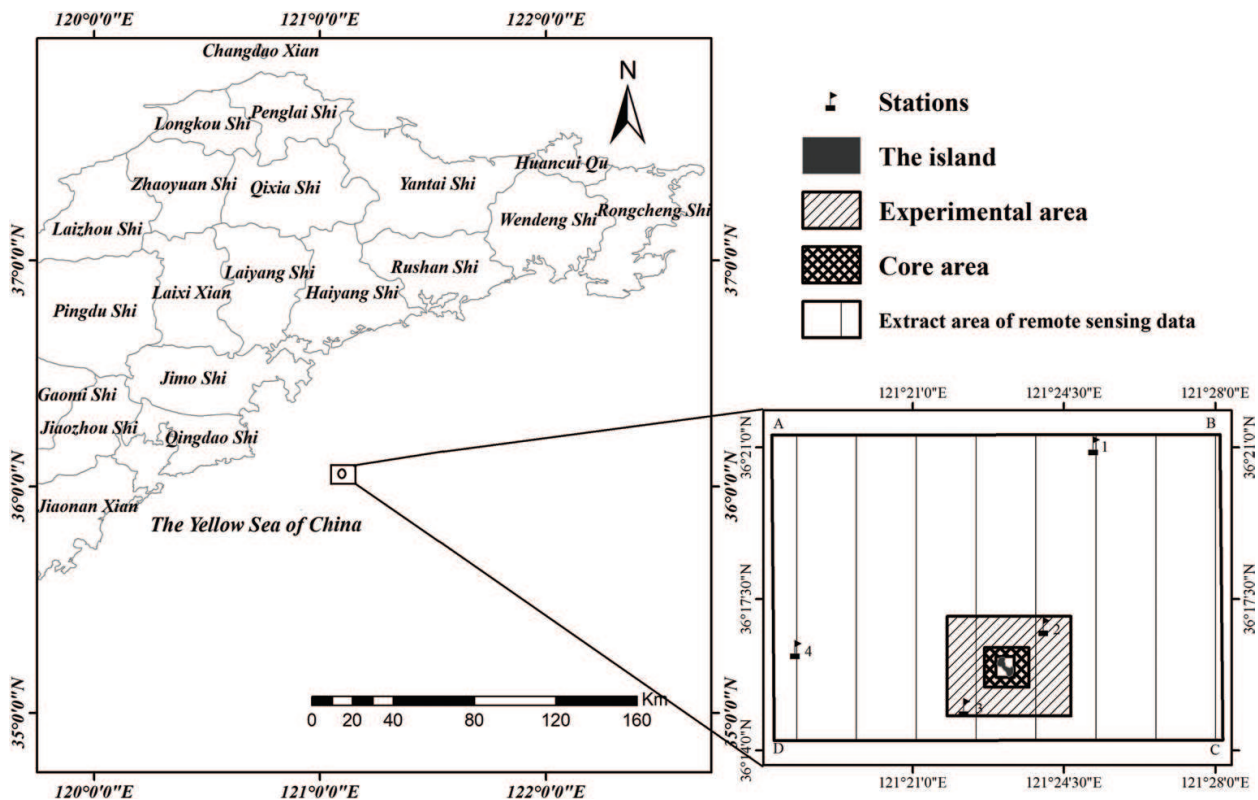 120°0'0"E 121°0'0"E 122°0'0"E
Changdao Xian
N
Penglai Shi
Longkou Shi
Huancui Qu
Zhaoyuan Shi
Qixia Shi
Yantai Shi
Rongcheng Shi
Wendeng Shi
Laizhou Shi
Laiyang Shi
Rushan Shi
Laixi Xian
Haiyang Shi
Pingdu Shi
Jimo Shi
Gaomi Shi
Jiaozhou Shi
Qingdao Shi
Jiaonan Xian
The Yellow Sea of China
Km
0 20 40 80 120 160
37°0'0"N
36°0'0"N
35°0'0"N
37°0'0"N
36°0'0"N
35°0'0"N
120°0'0"E 121°0'0"E 122°0'0"E
Stations
The island
Experimental area
Core area
Extract area of remote sensing data
121°21'0"E 121°24'30"E 121°28'0"E
A
B
1
2
3
4
D
C
36°21'0"N
36°17'30"N
36°14'0"N
36°21'0"N
36°17'30"N
36°14'0"N
121°21'0"E 121°24'30"E 121°28'0"E